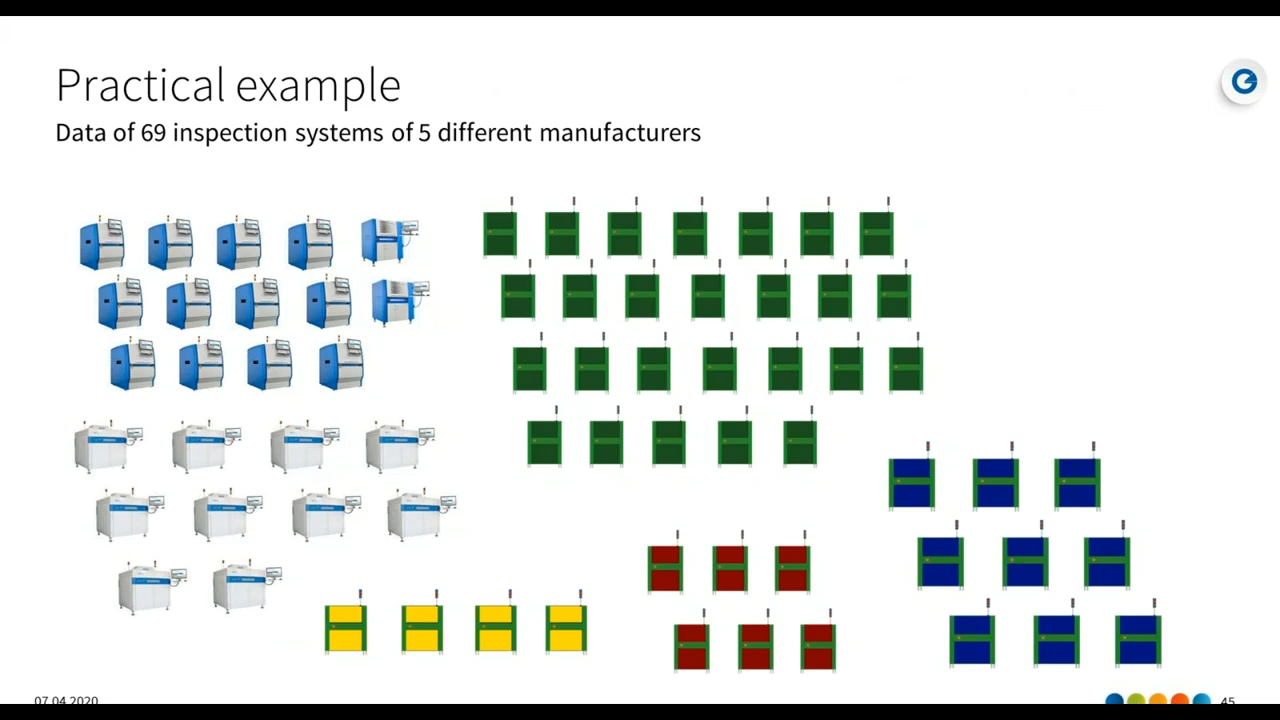 Practical example
Data of 69 inspection systems of 5 different manufacturers
07.04.2020
45